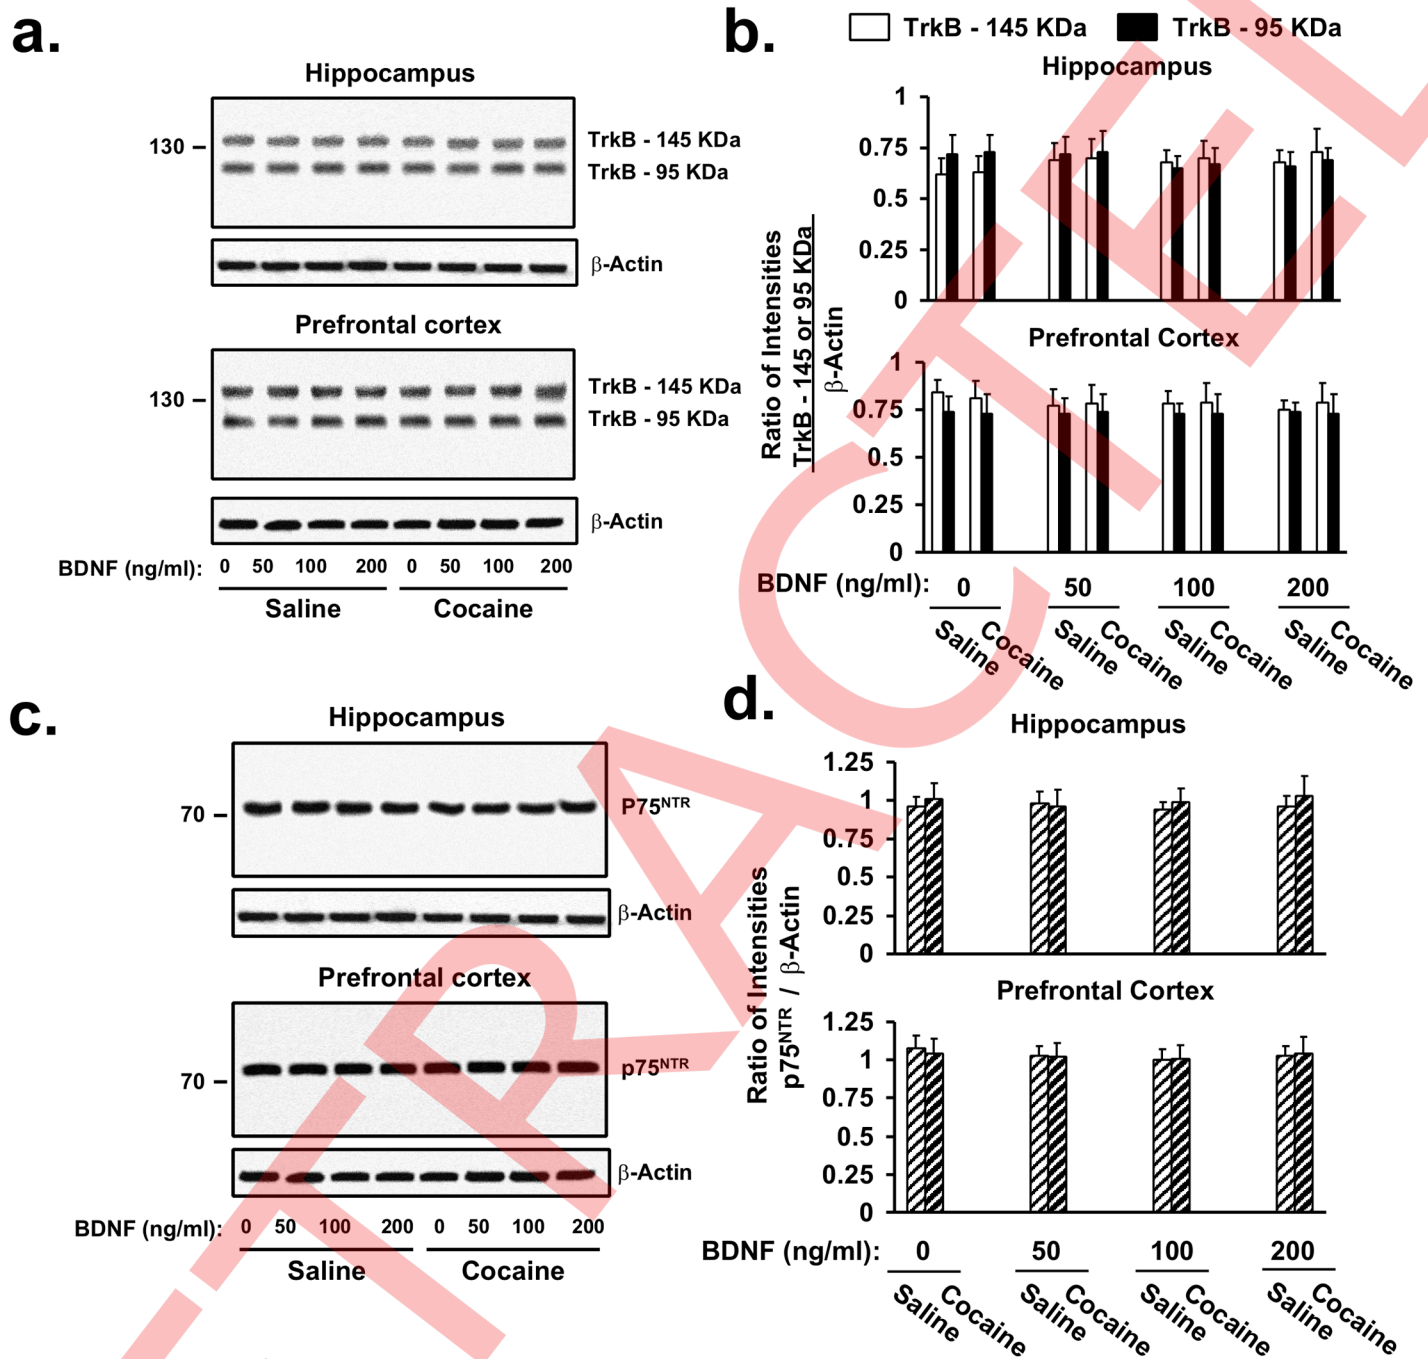 a.
Hippocampus
130
TrkB - 145 KDa
TrkB - 95 KDa
β-Actin
Prefrontal cortex
130
TrkB - 145 KDa
TrkB - 95 KDa
β-Actin
BDNF (ng/ml): 0 50 100 200 0 50 100 200
Saline Cocaine
b.
TrkB - 145 KDa TrkB - 95 KDa
Hippocampus
1
0.75
0.5
0.25
0
Ratio of Intensities
TrkB - 145 or 95 KDa
β-Actin
Prefrontal Cortex
1
0.75
0.5
0.25
0
BDNF (ng/ml): 0 50 100 200
Saline Cocaine Saline Cocaine Saline Cocaine Saline Cocaine
c.
Hippocampus
70
P75NTR
β-Actin
Prefrontal cortex
70
p75NTR
β-Actin
BDNF (ng/ml): 0 50 100 200 0 50 100 200
Saline Cocaine
d.
Hippocampus
1.25
1
0.75
0.5
0.25
0
Ratio of Intensities
p75NTR / β-Actin
Prefrontal Cortex
1.25
1
0.75
0.5
0.25
0
BDNF (ng/ml): 0 50 100 200
Saline Cocaine Saline Cocaine Saline Cocaine Saline Cocaine
TRACTE